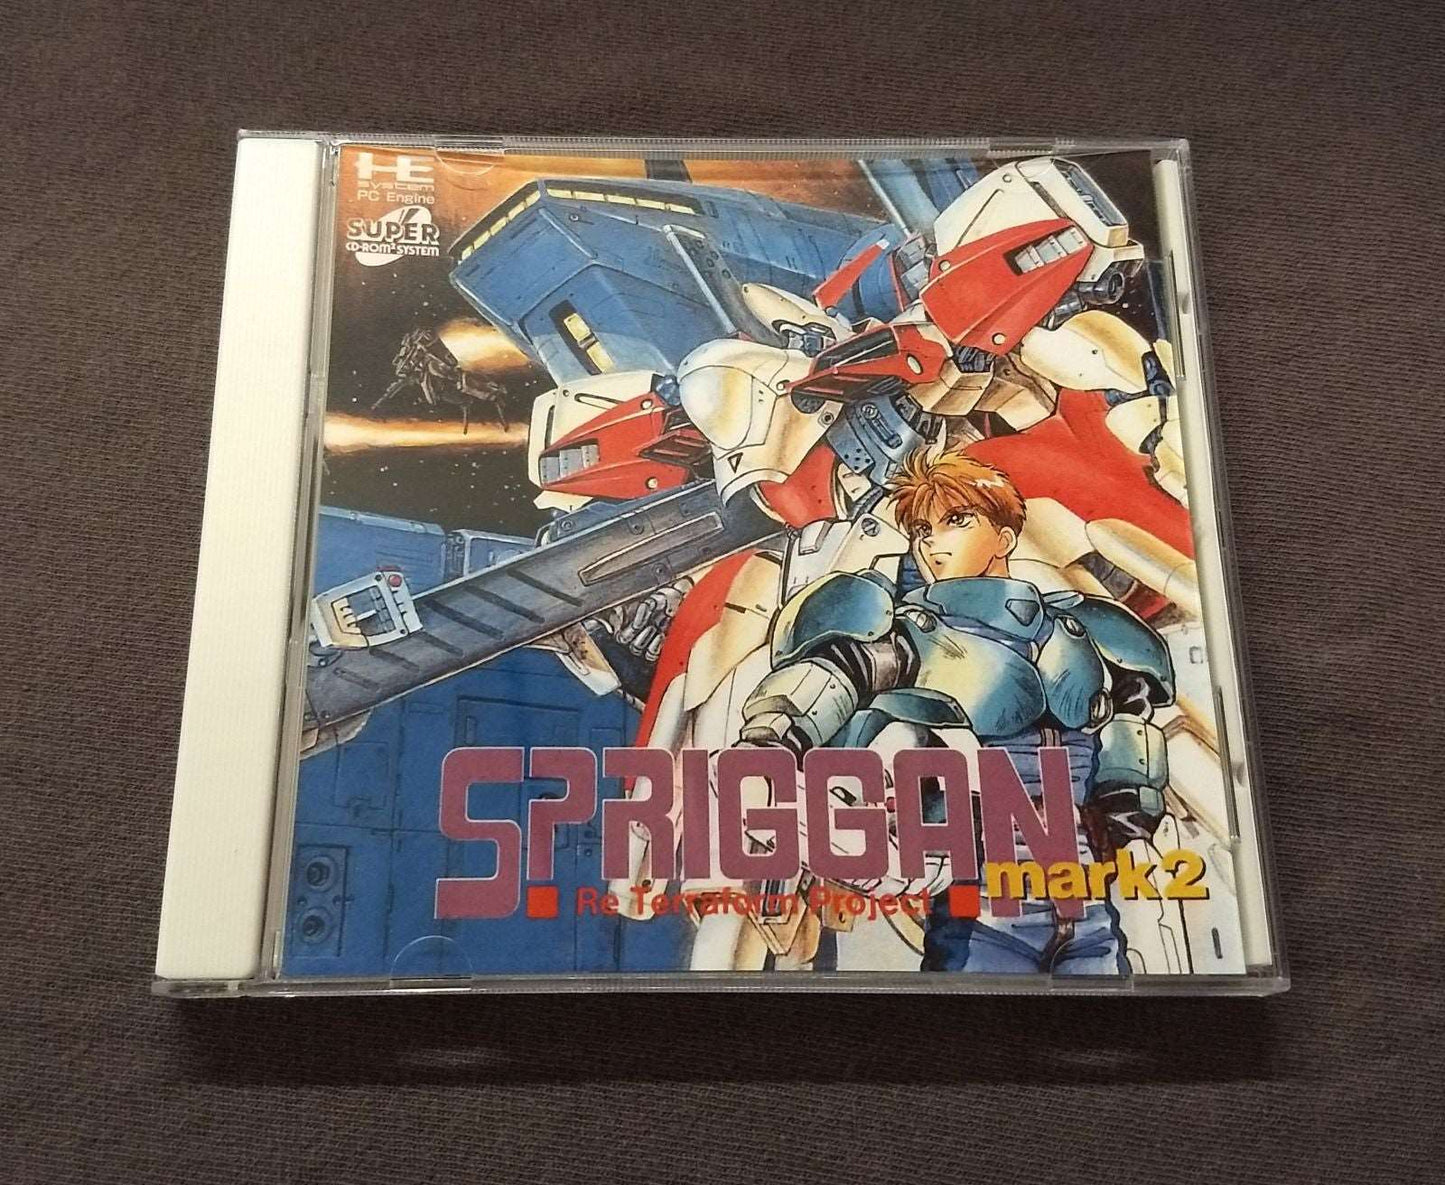 HE
system
PC Engine
SUPER
CD-ROM² SYSTEM
SPRIGGAN
mark2
Re Terraform Project